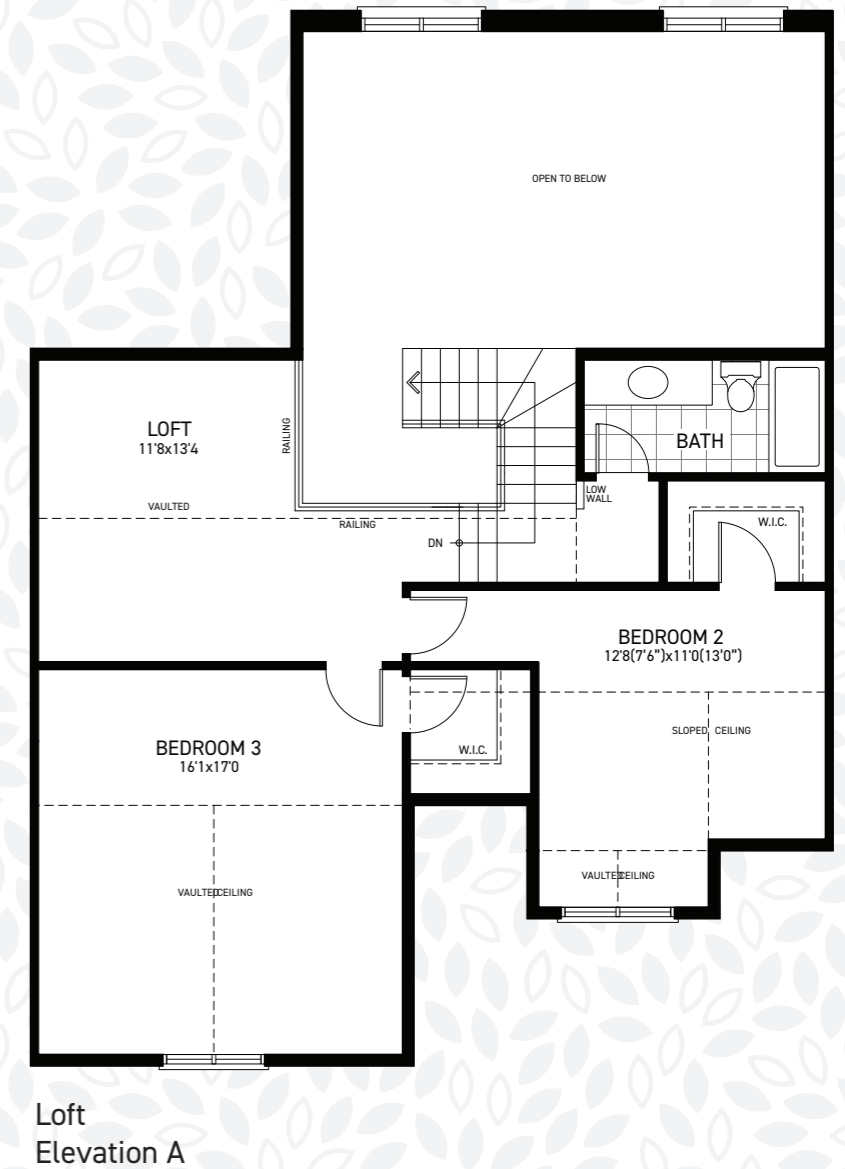 OPEN TO BELOW
LOFT
11'8x13'4
RAILING
BATH
VAULTED
RAILING
LOW
WALL
W.I.C.
DN
BEDROOM 2
12'8(7'6")x11'0(13'0")
SLOPED CEILING
BEDROOM 3
16'1x17'0
W.I.C.
VAULTED CEILING
VAULTED CEILING
Loft
Elevation A